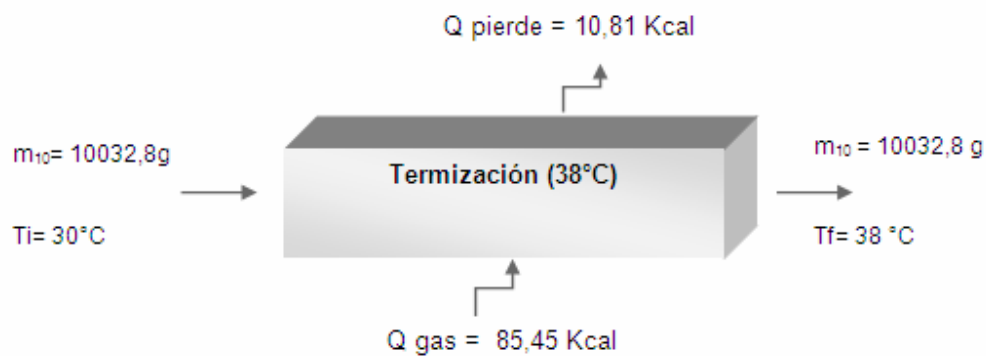 Q pierde = 10,81 Kcal
m₁₀= 10032,8g
m₁₀ = 10032,8 g
Termización (38°C)
Ti= 30°C
Tf= 38 °C
Q gas = 85,45 Kcal